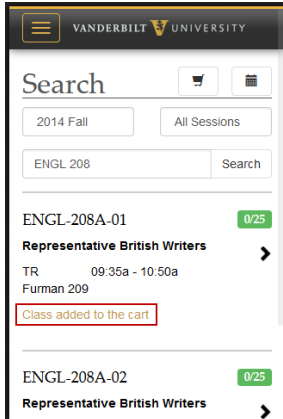 VANDERBILT V UNIVERSITY
Search
2014 Fall All Sessions
ENGL 208 Search
ENGL-208A-01 0/25
Representative British Writers
TR 09:35a - 10:50a
Furman 209
Class added to the cart
ENGL-208A-02 0/25
Representative British Writers